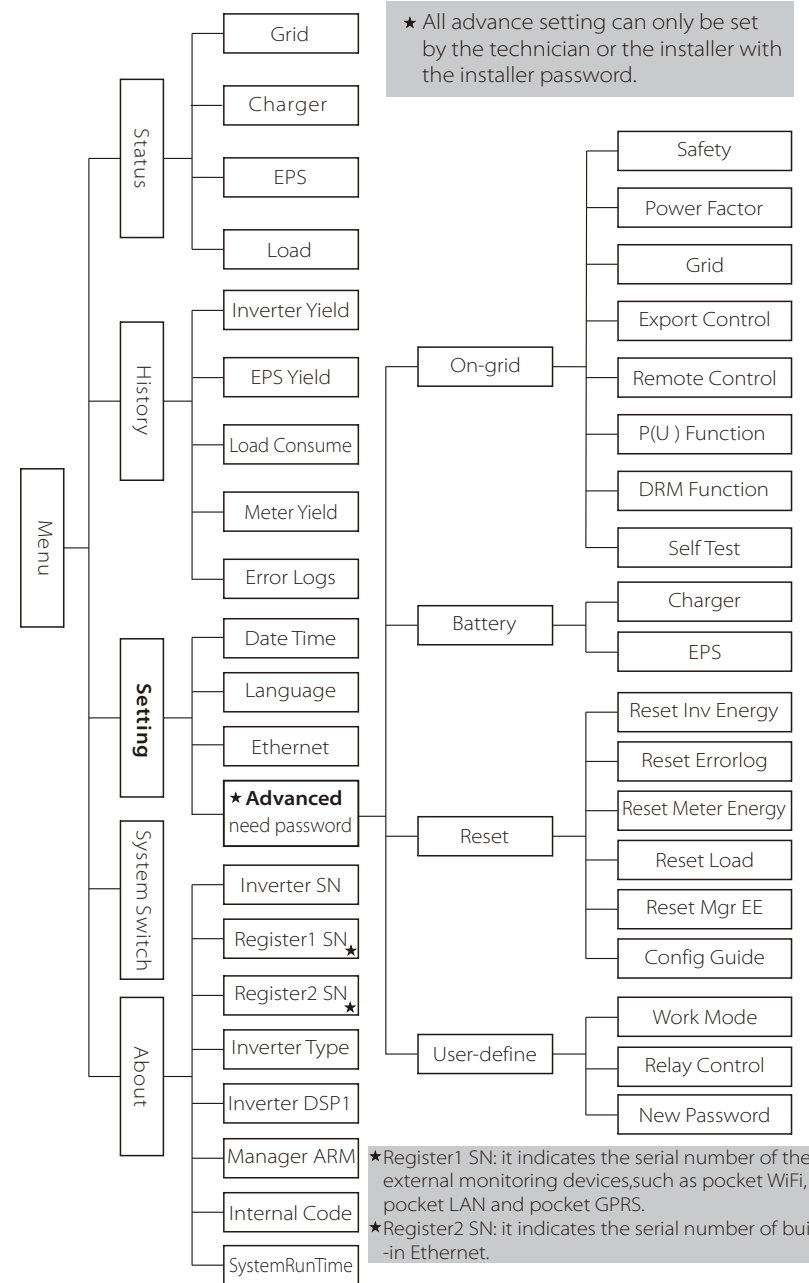 ★ All advance setting can only be set
by the technician or the installer with
the installer password.
Menu
Status
Grid
Charger
EPS
Load
History
Inverter Yield
EPS Yield
Load Consume
Meter Yield
Error Logs
Setting
Date Time
Language
Ethernet
★ Advanced
need password
On-grid
Safety
Power Factor
Grid
Export Control
Remote Control
P(U ) Function
DRM Function
Self Test
Battery
Charger
EPS
Reset
Reset Inv Energy
Reset Errorlog
Reset Meter Energy
Reset Load
Reset Mgr EE
Config Guide
User-define
Work Mode
Relay Control
New Password
System Switch
About
Inverter SN
Register1 SN★
Register2 SN★
Inverter Type
Inverter DSP1
Manager ARM
Internal Code
SystemRunTime
★Register1 SN: it indicates the serial number of the
external monitoring devices,such as pocket WiFi,
pocket LAN and pocket GPRS.
★Register2 SN: it indicates the serial number of
-in Ethernet.